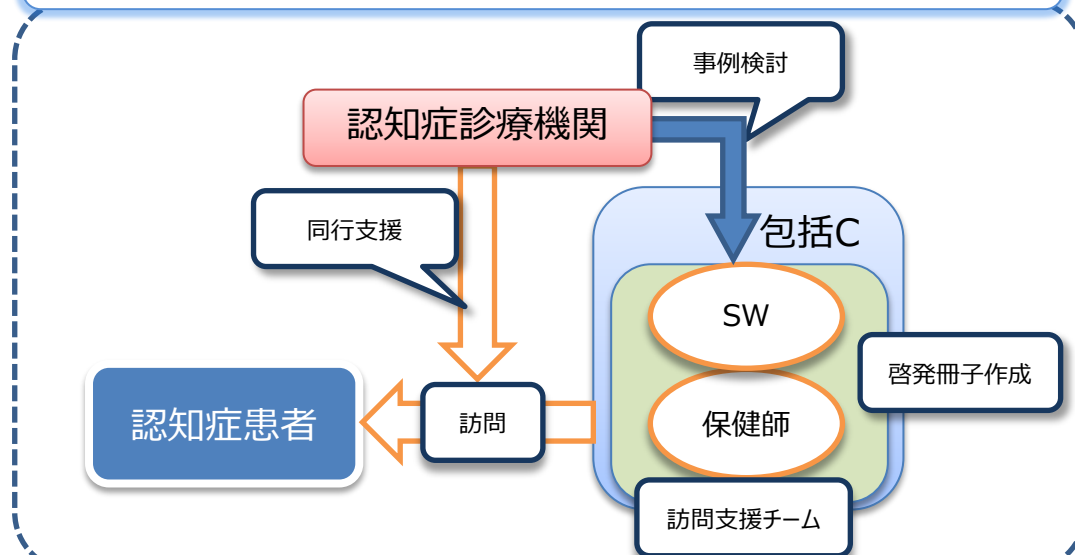 事例検討
認知症診療機関
同行支援
包括C
SW
啓発冊子作成
認知症患者
訪問
保健師
訪問支援チーム